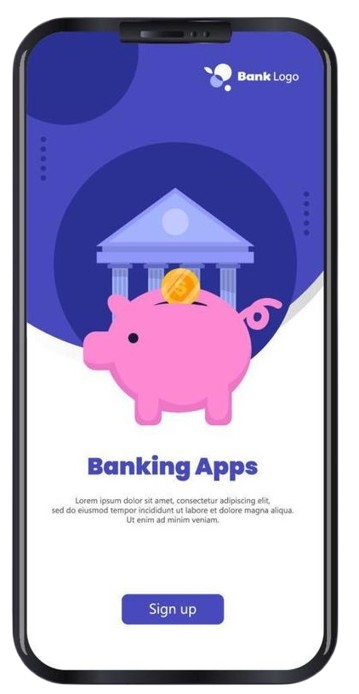 Bank Logo
Banking Apps
Lorem ipsum dolor sit amet, consectetur adipiscing elit,
sed do eiusmod tempor incididunt ut labore et dolore magna aliqua.
Ut enim ad minim veniam.
Sign up